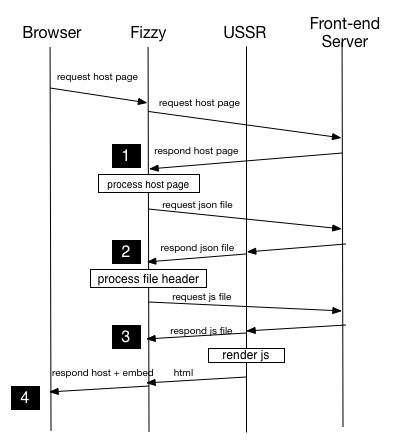 Browser
Fizzy
USSR
Front-end
Server
request host page
request host page
1
respond host page
process host page
request json file
2
respond json file
process file header
request js file
3
respond js file
render js
respond host + embed
html
4